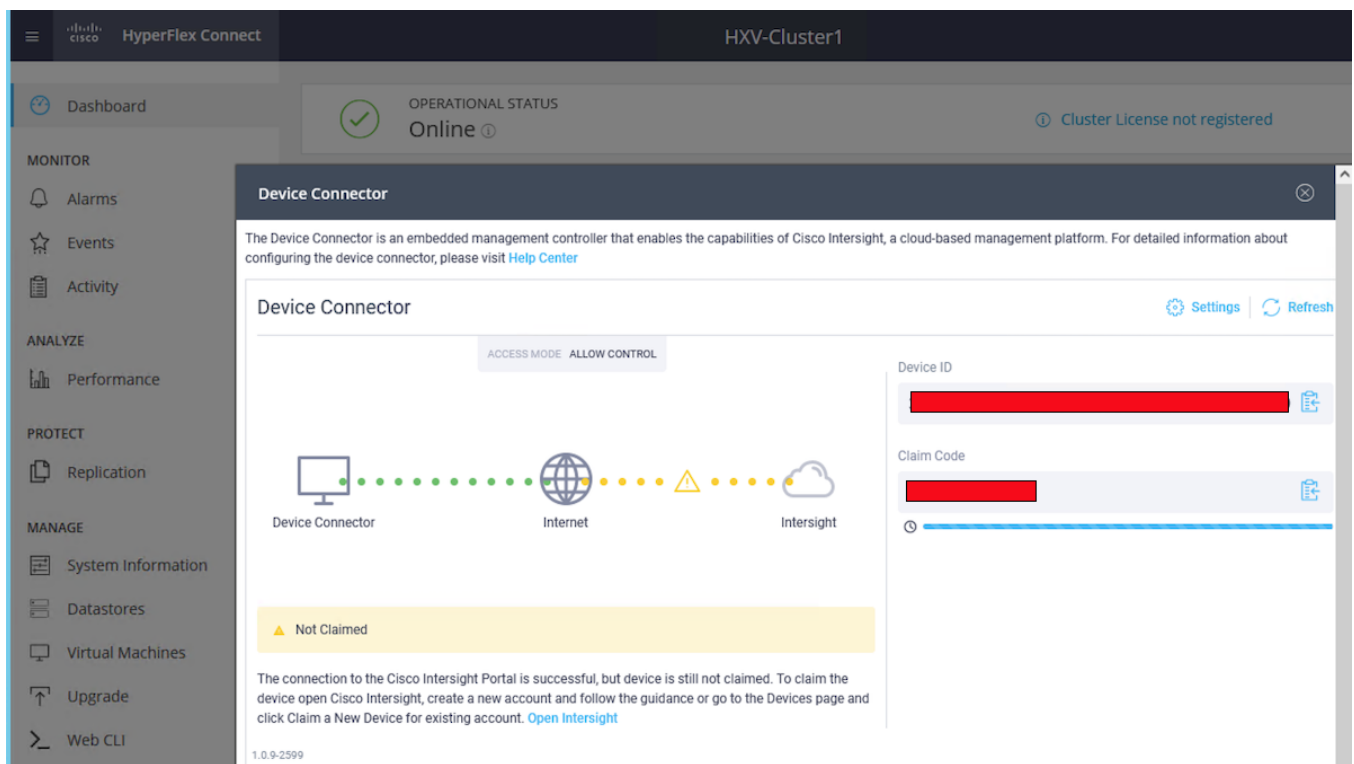 cisco HyperFlex Connect
HXV-Cluster1
Dashboard
OPERATIONAL STATUS
Online
Cluster License not registered
MONITOR
Alarms
Events
Activity
ANALYZE
Performance
PROTECT
Replication
MANAGE
System Information
Datastores
Virtual Machines
Upgrade
Web CLI
Device Connector
The Device Connector is an embedded management controller that enables the capabilities of Cisco Intersight, a cloud-based management platform. For detailed information about
configuring the device connector, please visit Help Center
Device Connector
Settings
Refresh
ACCESS MODE ALLOW CONTROL
Device ID
Claim Code
Device Connector
Internet
Intersight
Not Claimed
The connection to the Cisco Intersight Portal is successful, but device is still not claimed. To claim the
device open Cisco Intersight, create a new account and follow the guidance or go to the Devices page and
click Claim a New Device for existing account. Open Intersight
1.0.9-2599